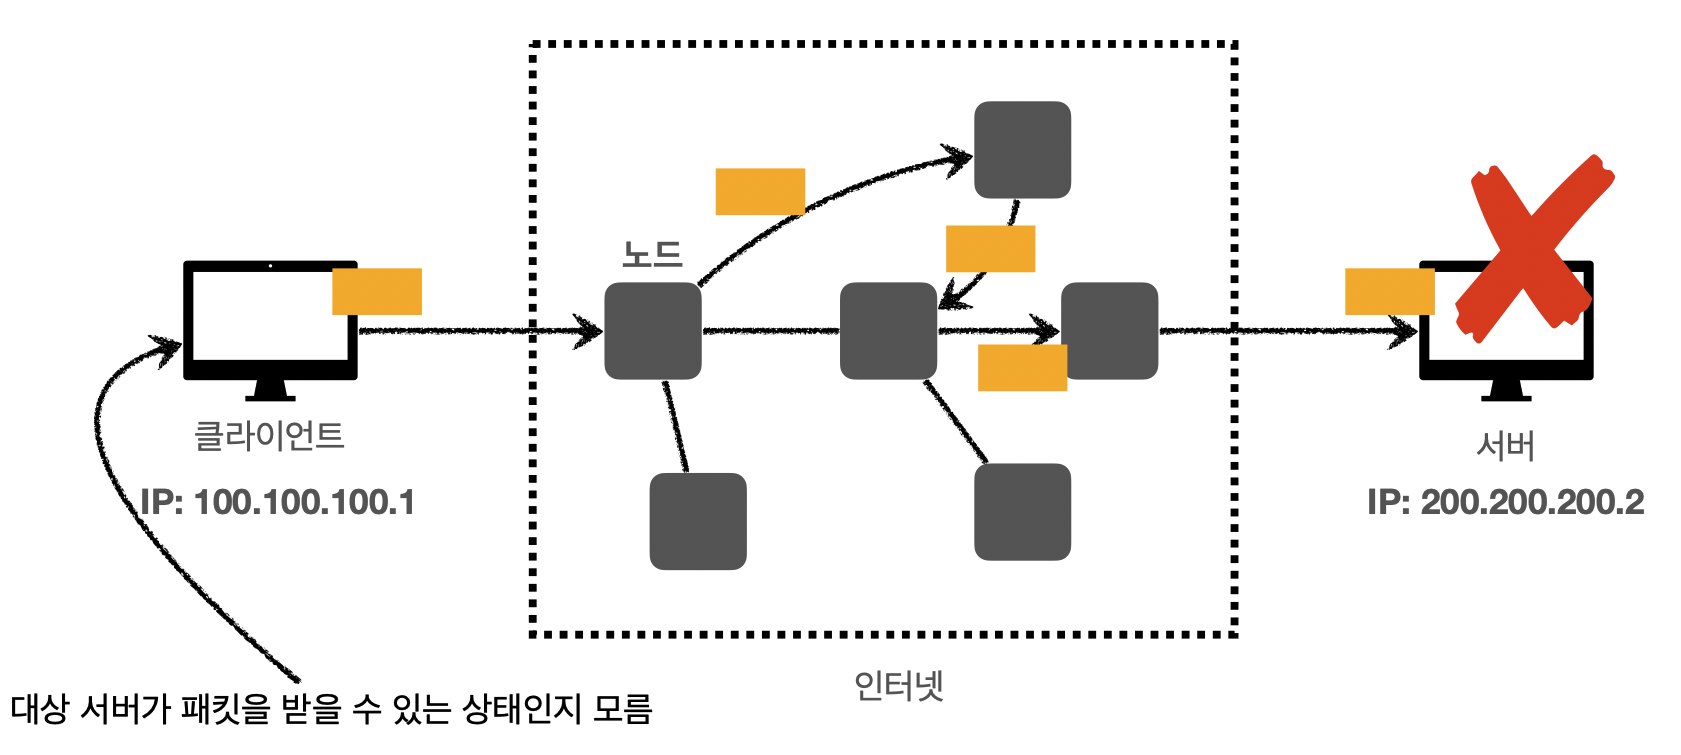 노드
클라이언트
IP: 100.100.100.1
서버
IP: 200.200.200.2
인터넷
대상 서버가 패킷을 받을 수 있는 상태인지 모름